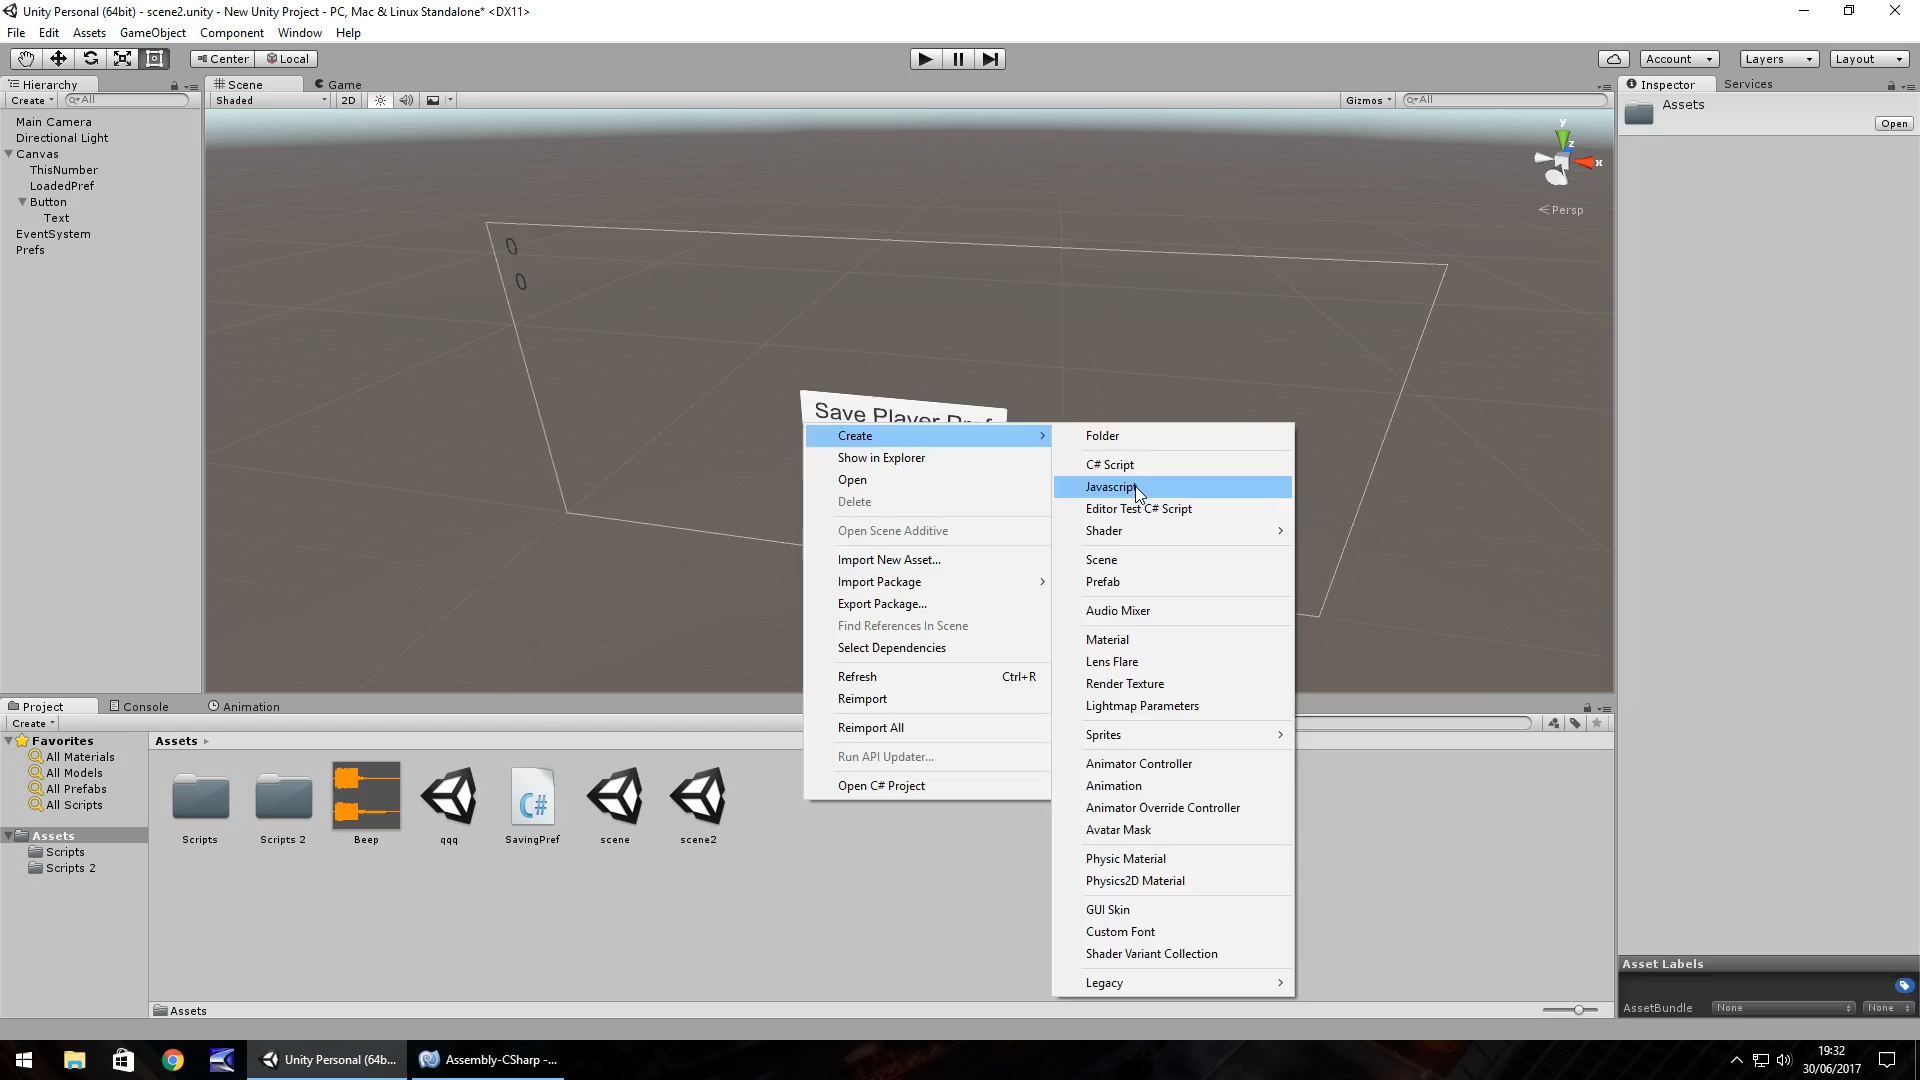 Unity Personal (64bit) - scene2.unity - New Unity Project - PC, Mac & Linux Standalone* <DX11>
File Edit Assets GameObject Component Window Help
Center Local Account Layers Layout
Hierarchy Scene Game Inspector Services
Create All Shaded 2D Gizmos All
Assets
Open
Main Camera
Directional Light
Canvas
ThisNumber
LoadedPref
Button
Text
EventSystem
Prefs
y
z
x
Persp
0
0
Save Player Pref
Create
Show in Explorer
Open
Delete
Open Scene Additive
Import New Asset...
Import Package
Export Package...
Find References In Scene
Select Dependencies
Refresh Ctrl+R
Reimport
Reimport All
Run API Updater...
Open C# Project
Folder
C# Script
Javascript
Editor Test C# Script
Shader
Scene
Prefab
Audio Mixer
Material
Lens Flare
Render Texture
Lightmap Parameters
Sprites
Animator Controller
Animation
Animator Override Controller
Avatar Mask
Physic Material
Physics2D Material
GUI Skin
Custom Font
Shader Variant Collection
Legacy
Project Console Animation
Create
Favorites
All Materials
All Models
All Prefabs
All Scripts
Assets
Scripts
Scripts 2
Assets
C#
Scripts Scripts 2 Beep qqq SavingPref scene scene2
Assets
Asset Labels
AssetBundle None None
Unity Personal (64b... Assembly-CSharp -...
19:32
30/06/2017